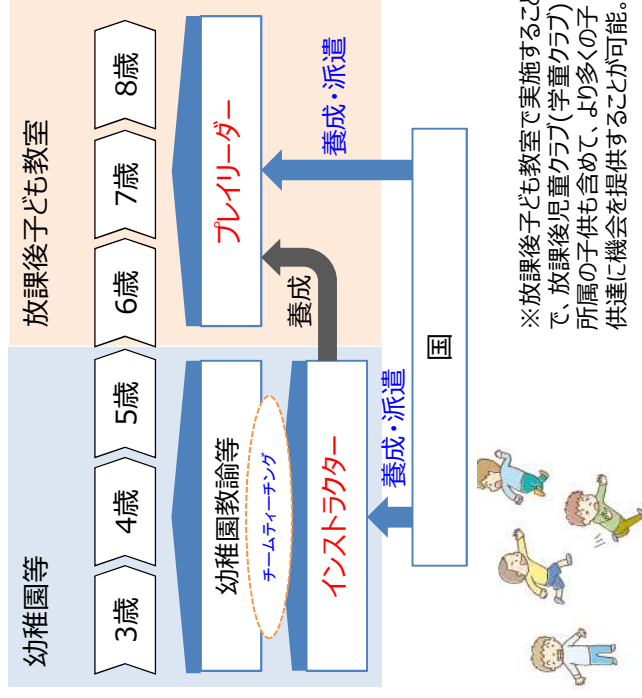 幼稚園等
放課後子ども教室
3歳
4歳
5歳
6歳
7歳
8歳
幼稚園教諭等
チームティーチング
インストラクター
プレイリーダー
養成
養成・派遣
養成・派遣
国
※放課後子ども教室で実施すること
で、放課後児童クラブ(学童クラブ)
所属の子供も含めて、より多くの子
供達に機会を提供することが可能。